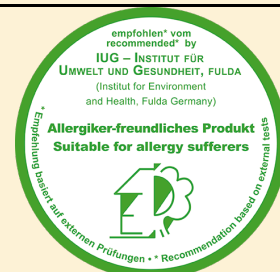 empfohlen* vom
recommended* by
IUG – INSTITUT FÜR
UMWELT UND GESUNDHEIT, FULDA
(Institut for Environment
and Health, Fulda Germany)
Allergiker-freundliches Produkt
Suitable for allergy sufferers
* Empfehlung basiert auf externen Prüfungen • * Recommendation based on external tests